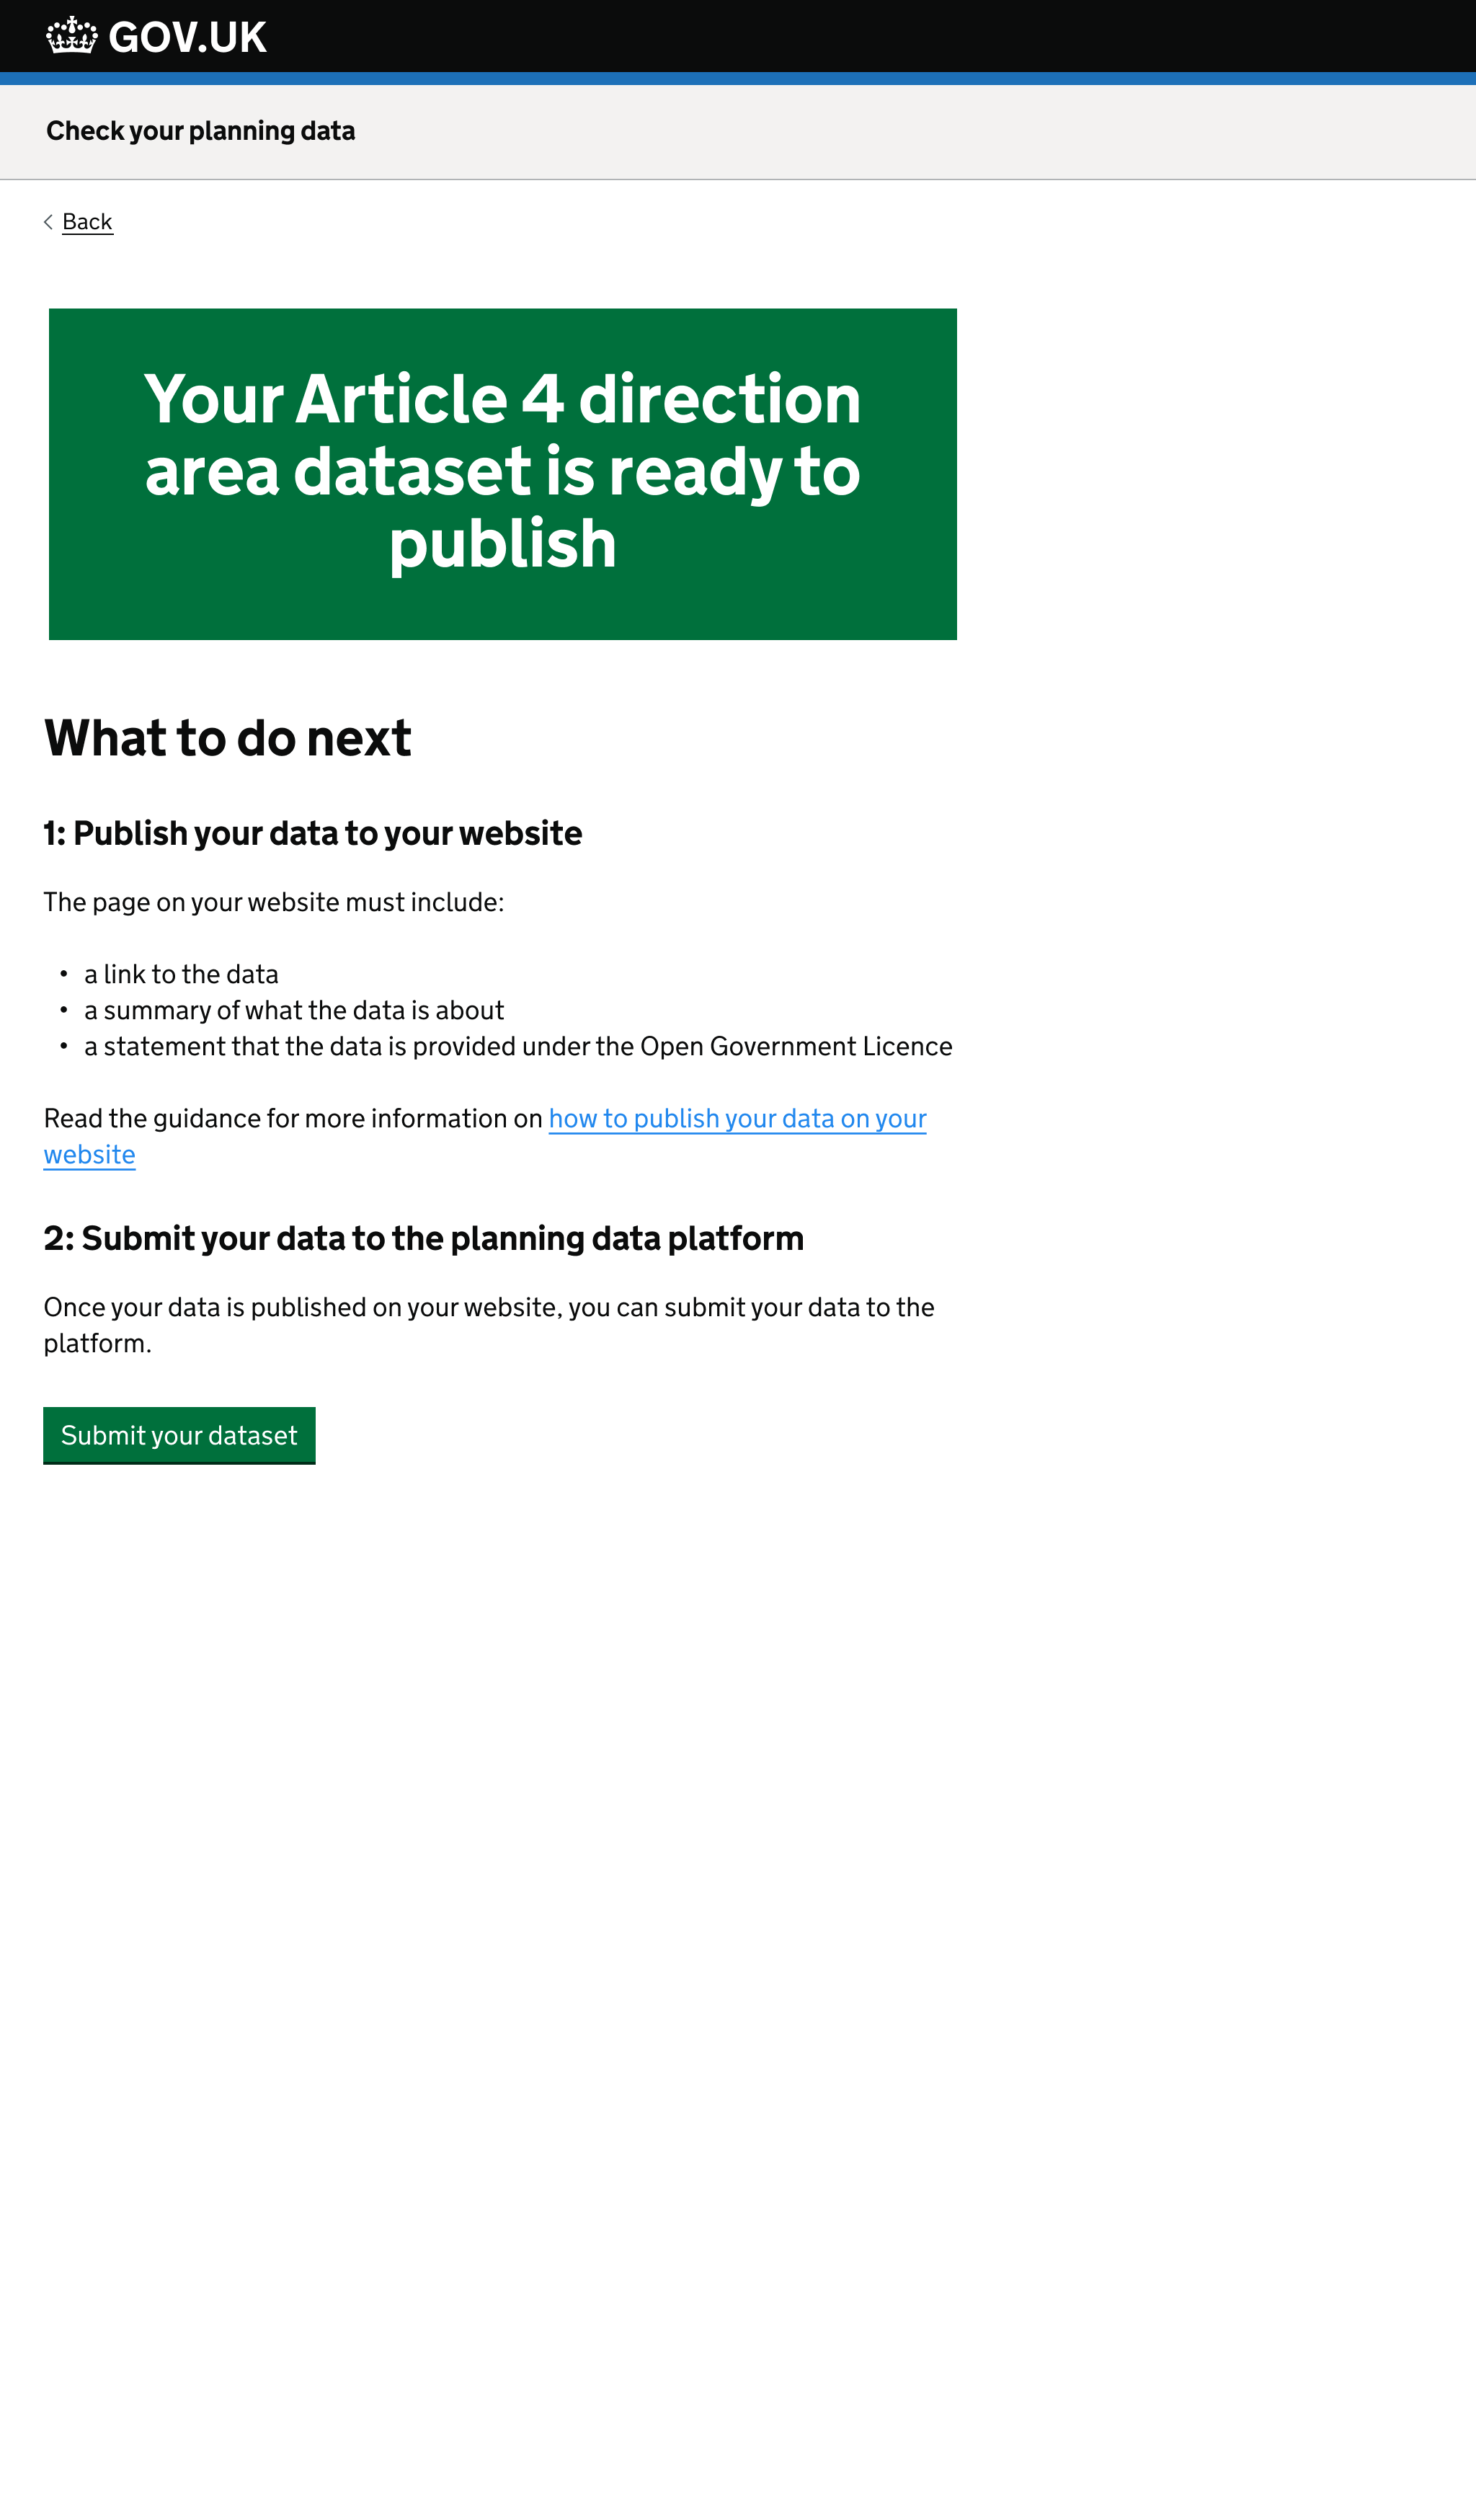 GOV.UK
Check your planning data
Back
Your Article 4 direction
area dataset is ready to
publish
What to do next
1: Publish your data to your website
The page on your website must include:
• a link to the data
• a summary of what the data is about
• a statement that the data is provided under the Open Government Licence
Read the guidance for more information on how to publish your data on your
website
2: Submit your data to the planning data platform
Once your data is published on your website, you can submit your data to the
platform.
Submit your dataset